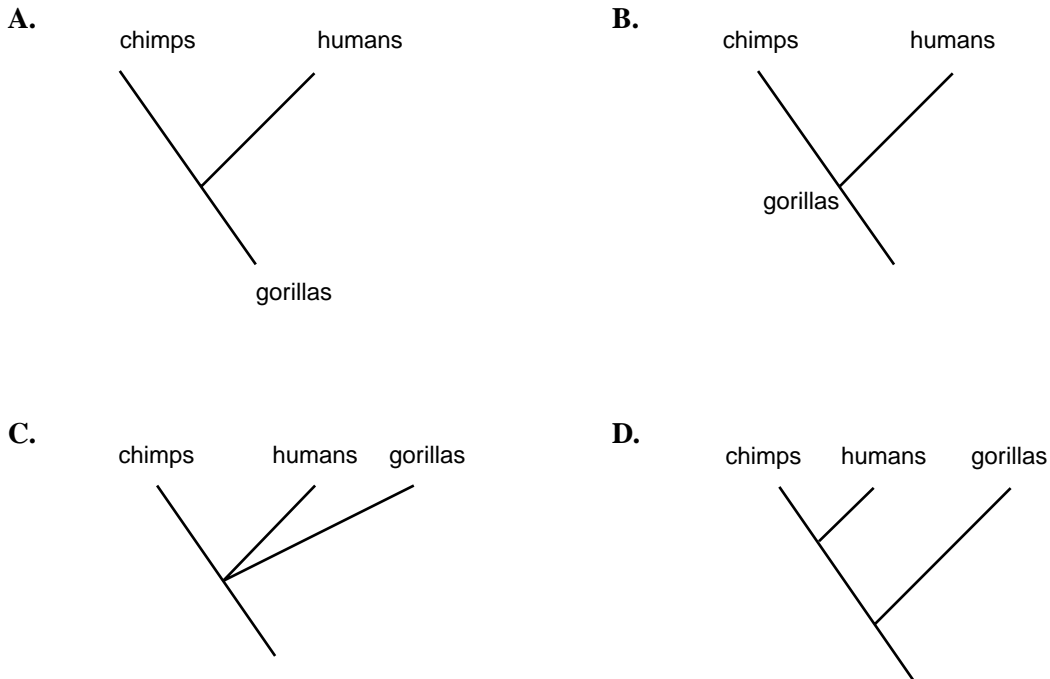 A.
chimps humans
gorillas
B.
chimps humans
gorillas
C.
chimps humans gorillas
D.
chimps humans gorillas